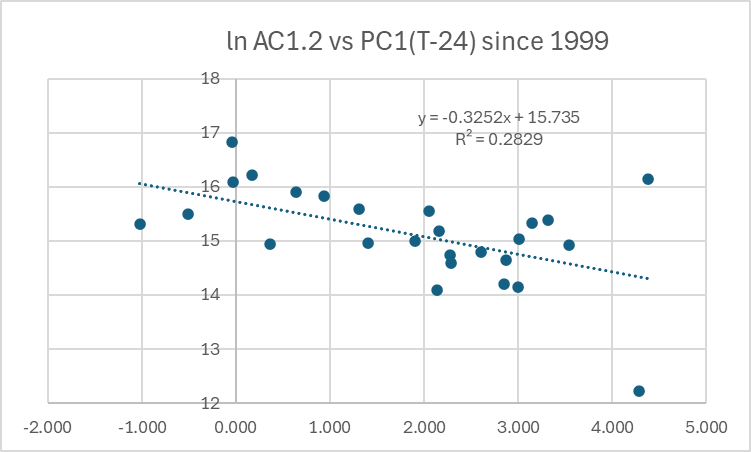 ln AC1.2 vs PC1(T-24) since 1999
18
y = -0.3252x + 15.735
17
R² = 0.2829
16
15
14
13
12
-2.000 -1.000 0.000 1.000 2.000 3.000 4.000 5.000